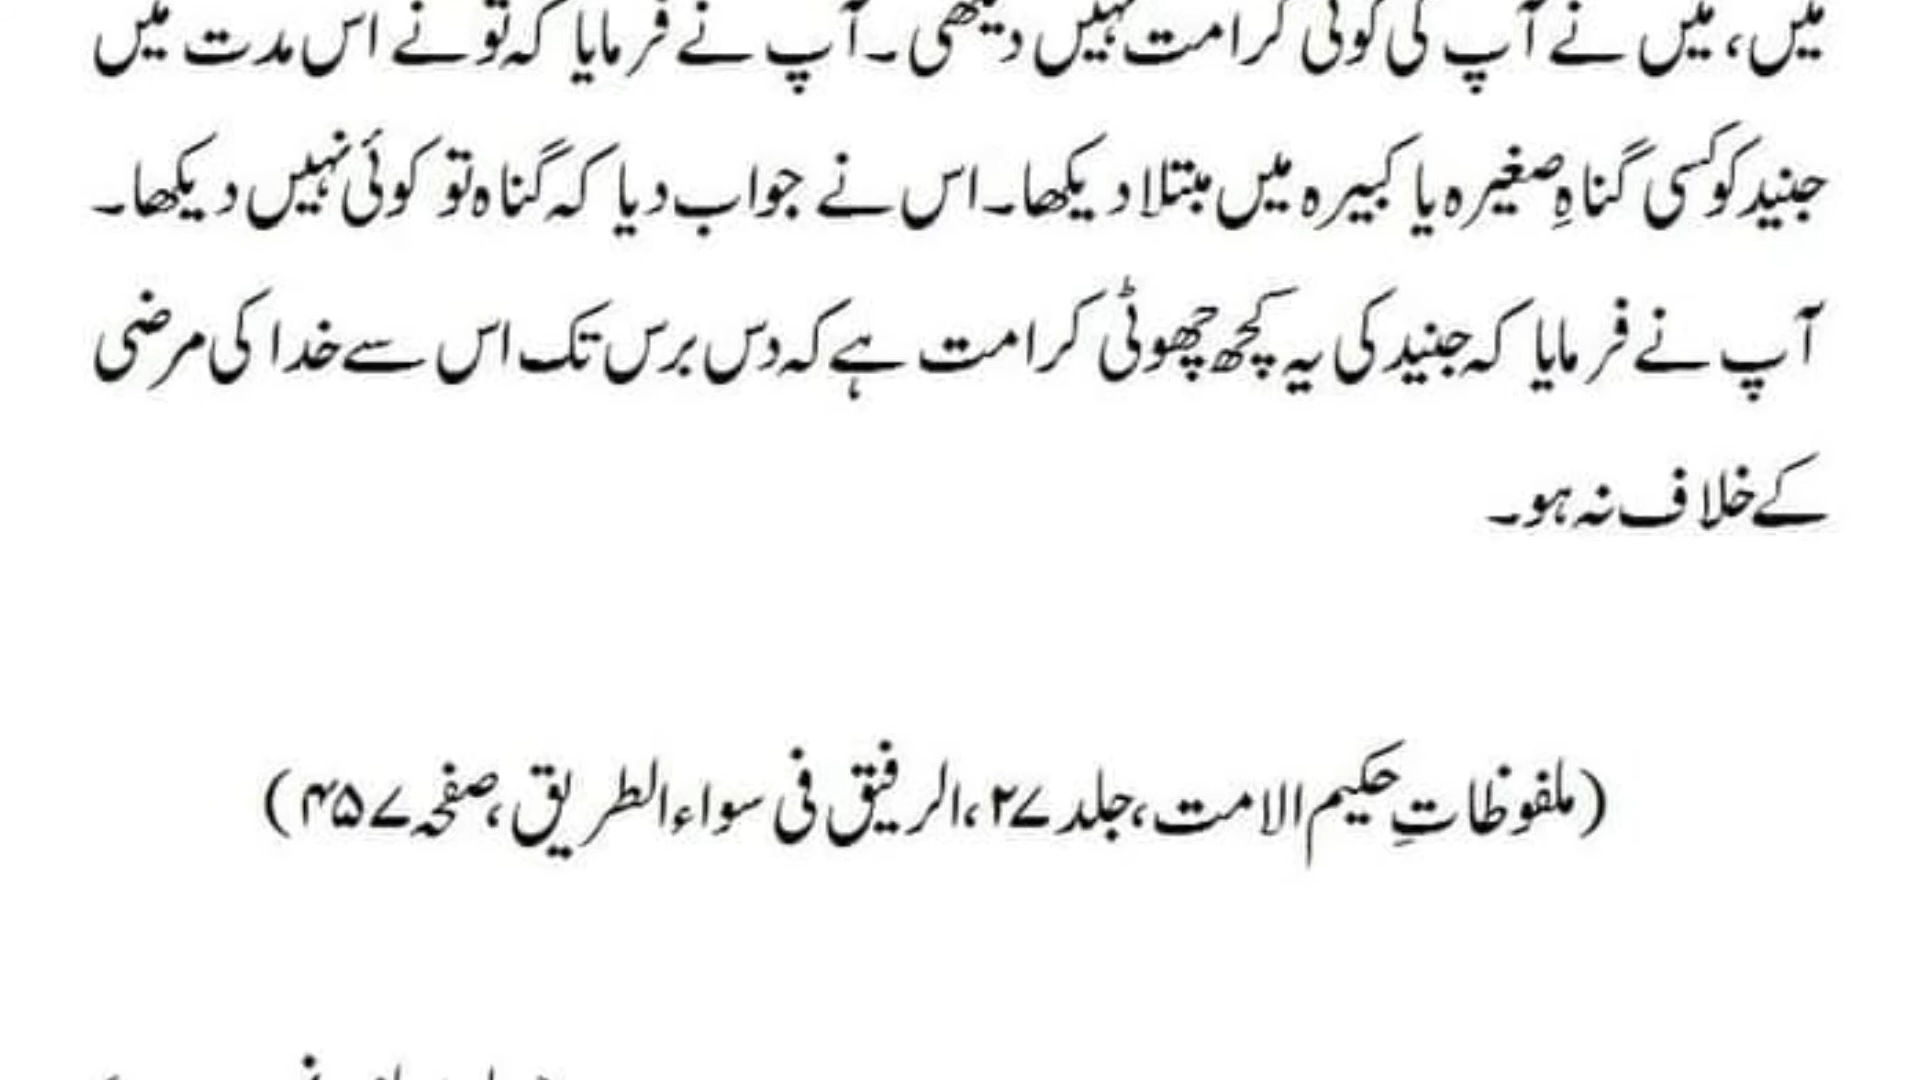 میں، میں نے آپ کی کوئی کرامت نہیں دیکھی۔ آپ نے فرمایا کہ تو نے اس مدت میں
جنید کو کسی گناہِ صغیرہ یا کبیرہ میں مبتلا دیکھا۔ اس نے جواب دیا کہ گناہ تو کوئی نہیں دیکھا۔
آپ نے فرمایا کہ جنید کی یہ کچھ چھوٹی کرامت ہے کہ دس برس تک اس سے خدا کی مرضی
کے خلاف نہ ہو۔
(ملفوظاتِ حکیم الامت، جلد ۲۷، الرفیق فی سواء الطریق، صفحہ ۴۵۷)